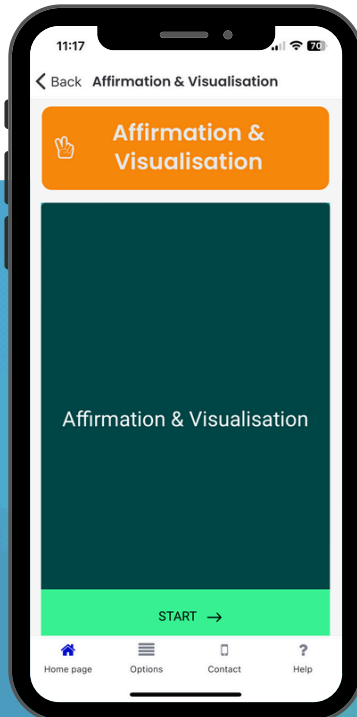 11:17
70
Back Affirmation & Visualisation
Affirmation &
Visualisation
Affirmation & Visualisation
START →
Home page Options Contact ? Help